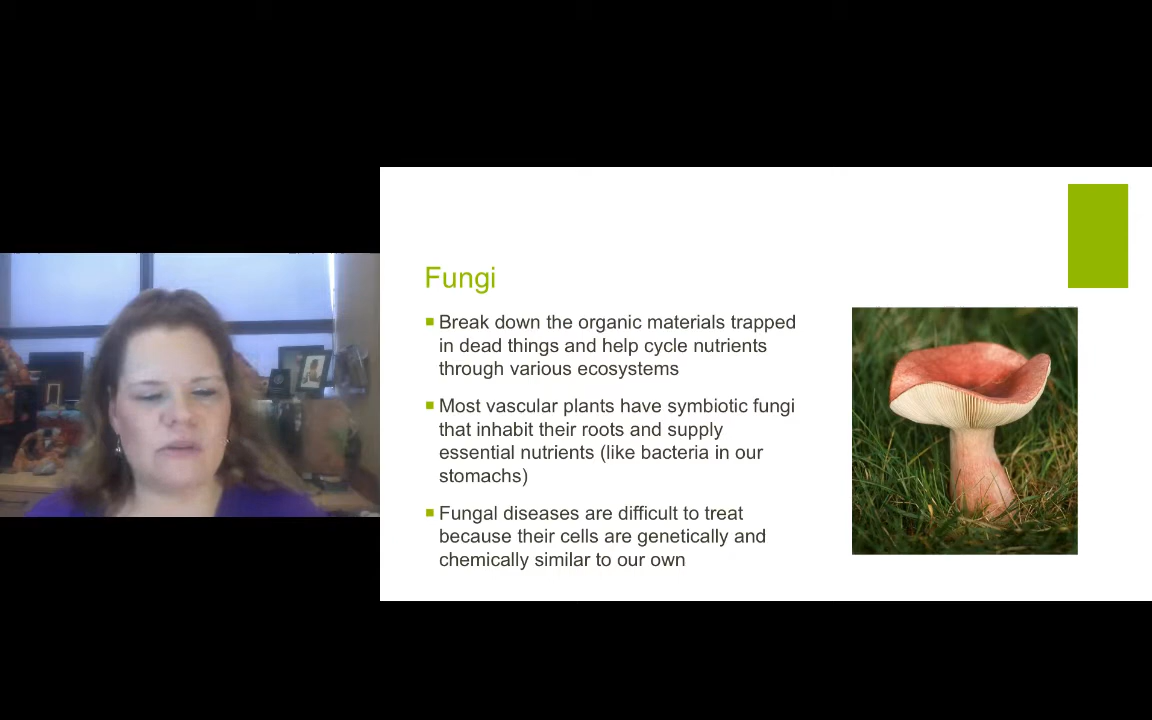 Fungi
Break down the organic materials trapped
in dead things and help cycle nutrients
through various ecosystems
Most vascular plants have symbiotic fungi
that inhabit their roots and supply
essential nutrients (like bacteria in our
stomachs)
Fungal diseases are difficult to treat
because their cells are genetically and
chemically similar to our own